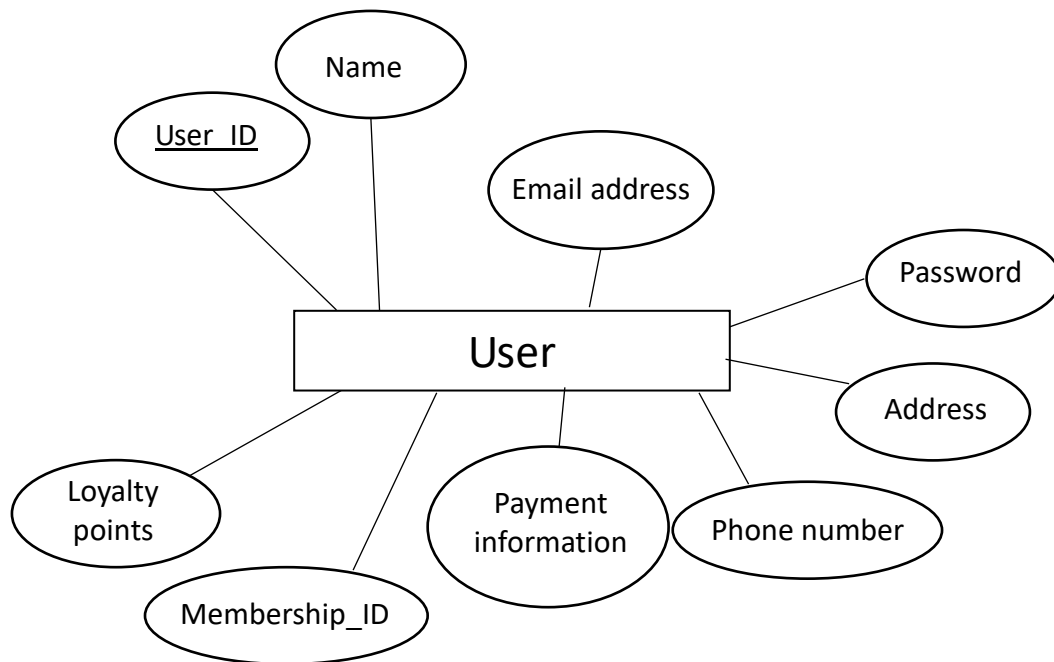 Name
User_ID
Email address
Password
User
Address
Loyalty
points
Payment
information
Phone number
Membership_ID